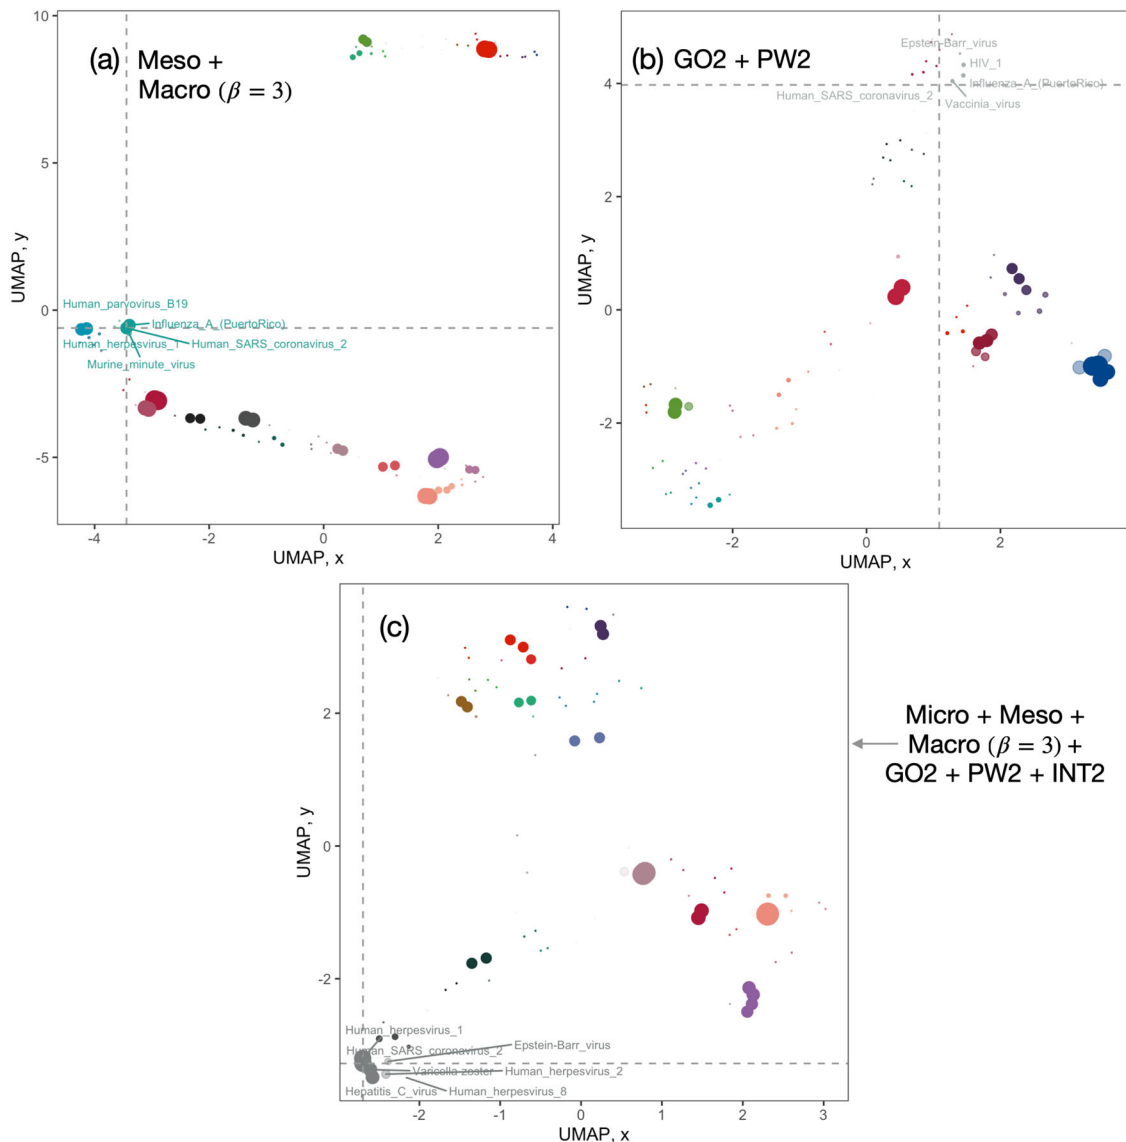 (a) Meso +
Macro (β = 3)
10
5
0
-5
UMAP, y
Human_parvovirus_B19
Influenza_A_(PuertoRico)
Human_herpesvirus_1
Human_SARS_coronavirus_2
Murine_minute_virus
-4 -2 0 2 4
UMAP, x
(b) GO2 + PW2
4
2
0
-2
UMAP, y
Epstein-Barr_virus
HIV_1
Influenza_A_(PuertoRico)
Human_SARS_coronavirus_2
Vaccinia_virus
-2 0 2
UMAP, x
(c)
2
0
-2
UMAP, y
Human_herpesvirus_1
Human_SARS_coronavirus_2
Epstein-Barr_virus
Varicella-zoster
Human_herpesvirus_2
Hepatitis_C_virus
Human_herpesvirus_8
-2 -1 0 1 2 3
UMAP, x
Micro + Meso +
Macro (β = 3) +
GO2 + PW2 + INT2